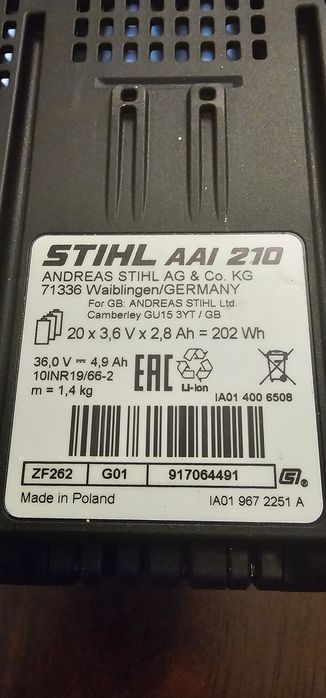 STIHL AAI 210
ANDREAS STIHL AG & Co. KG
71336 Waiblingen/GERMANY
For GB: ANDREAS STIHL Ltd.
Camberley GU15 3YT / GB
20 x 3,6 V x 2,8 Ah = 202 Wh
36,0 V ⎓ 4,9 Ah
10INR19/66-2
m = 1,4 kg
EAC
Li-ion
IA01 400 6508
ZF262 G01 917064491
Made in Poland
IA01 967 2251 A